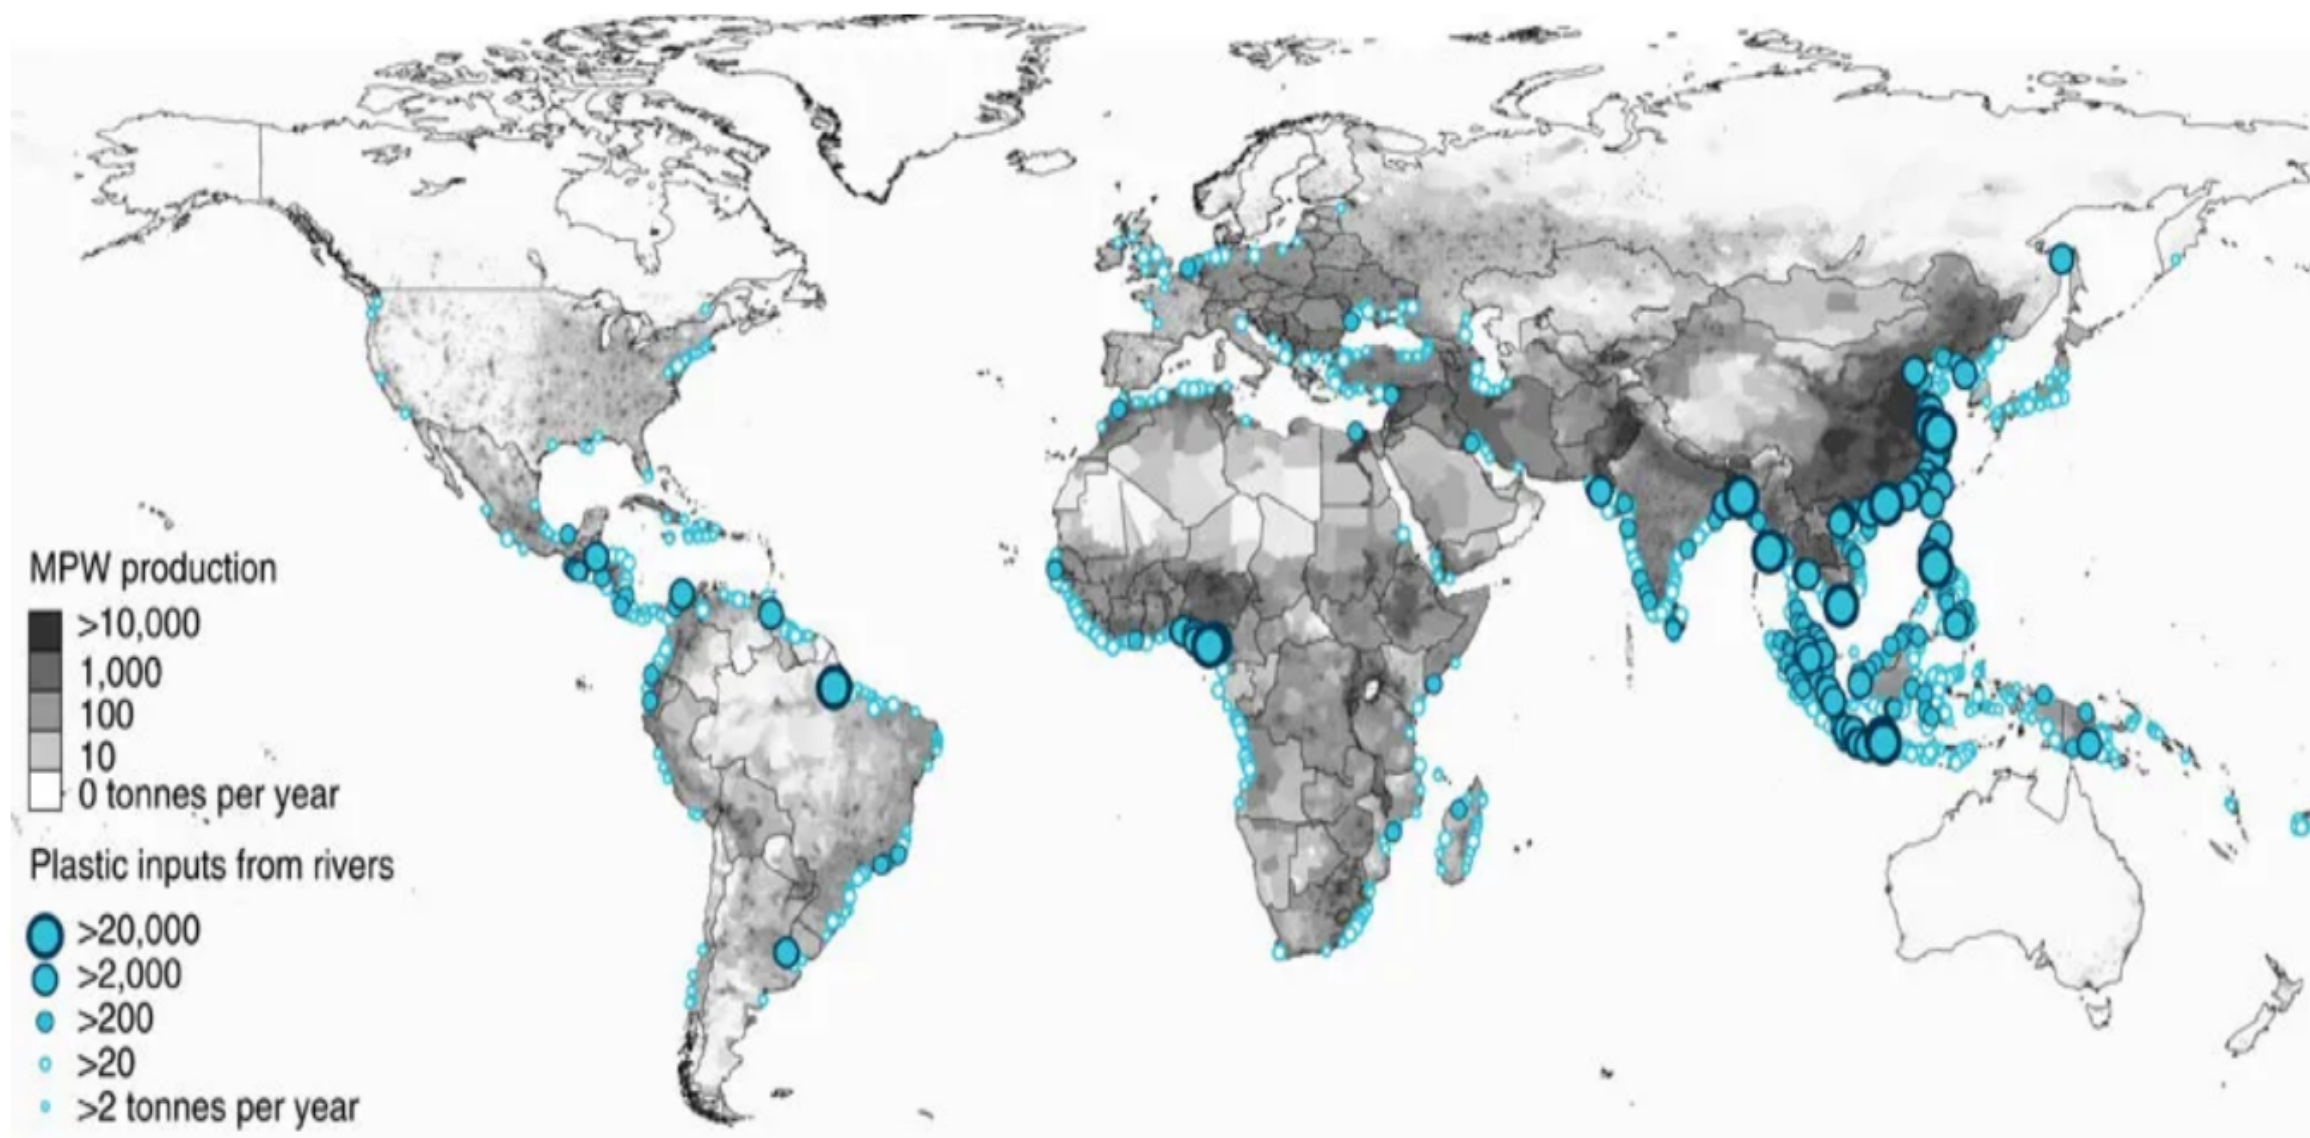 MPW production
>10,000
1,000
100
10
0 tonnes per year
Plastic inputs from rivers
>20,000
>2,000
>200
>20
>2 tonnes per year